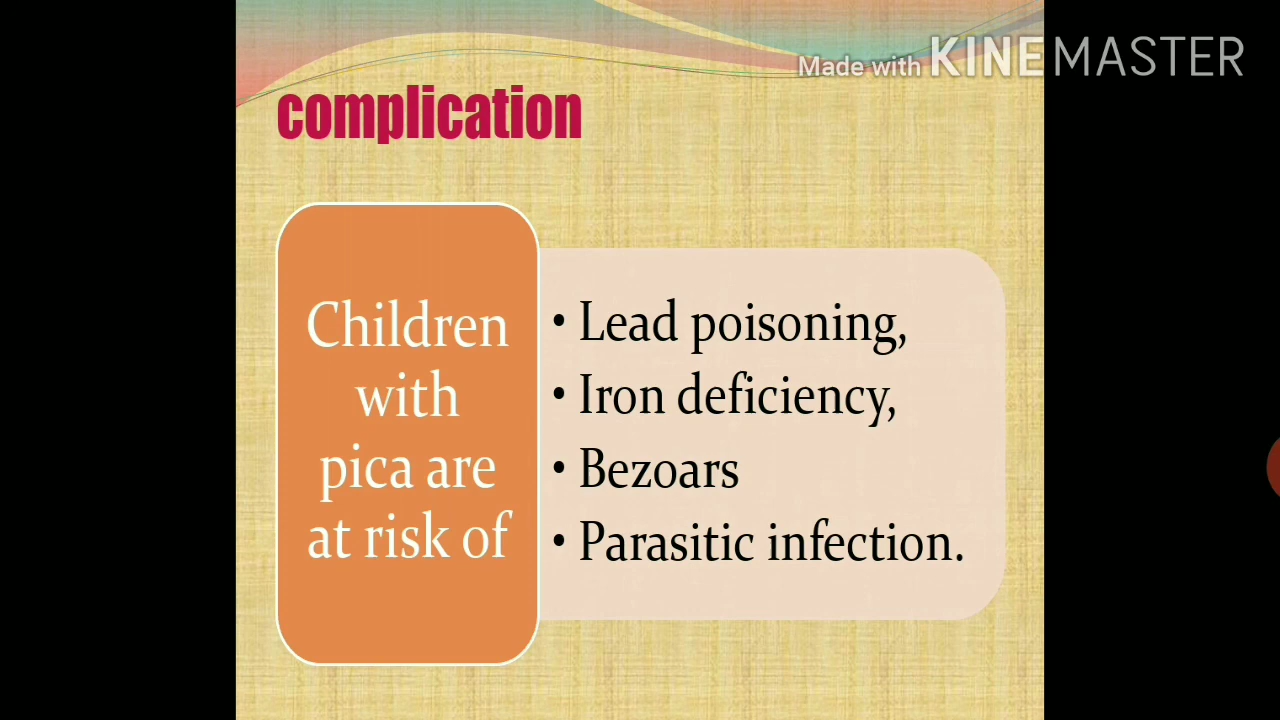 Made with KINEMASTER
complication
Children
with
pica are
at risk of
• Lead poisoning,
• Iron deficiency,
• Bezoars
• Parasitic infection.